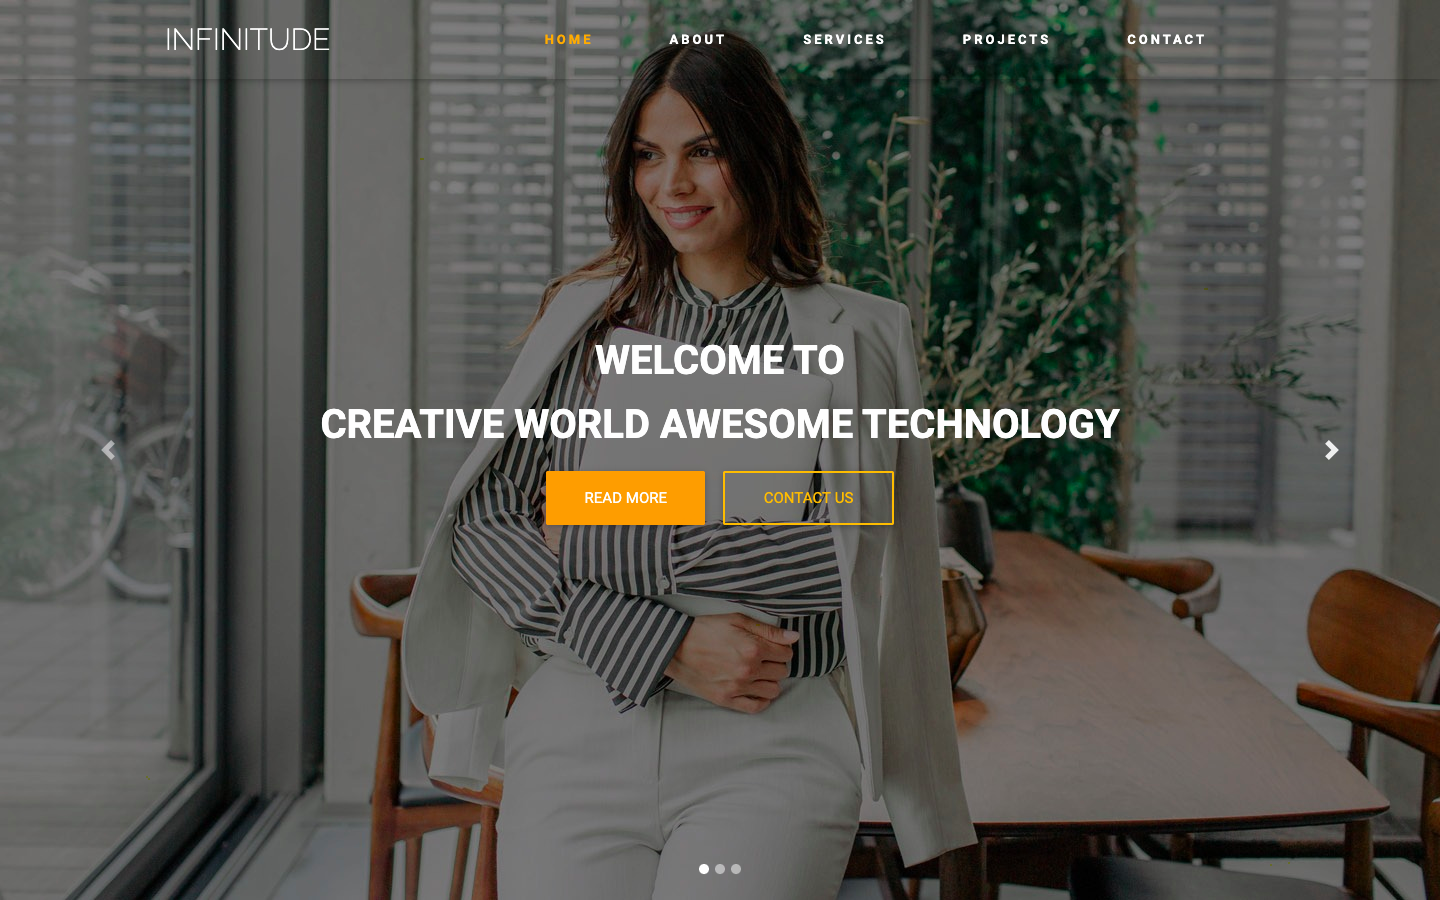 INFINITUDE
HOME ABOUT SERVICES PROJECTS CONTACT
WELCOME TO
CREATIVE WORLD AWESOME TECHNOLOGY
READ MORE CONTACT US